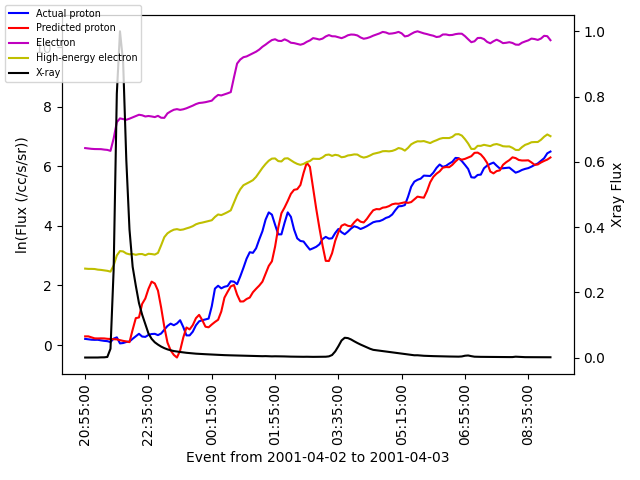 Actual proton
Predicted proton
Electron
High-energy electron
X-ray
10
8
6
4
2
0
ln(Flux (/cc/s/sr))
1.0
0.8
0.6
0.4
0.2
0.0
Xray Flux
20:55:00
22:35:00
00:15:00
01:55:00
03:35:00
05:15:00
06:55:00
08:35:00
Event from 2001-04-02 to 2001-04-03